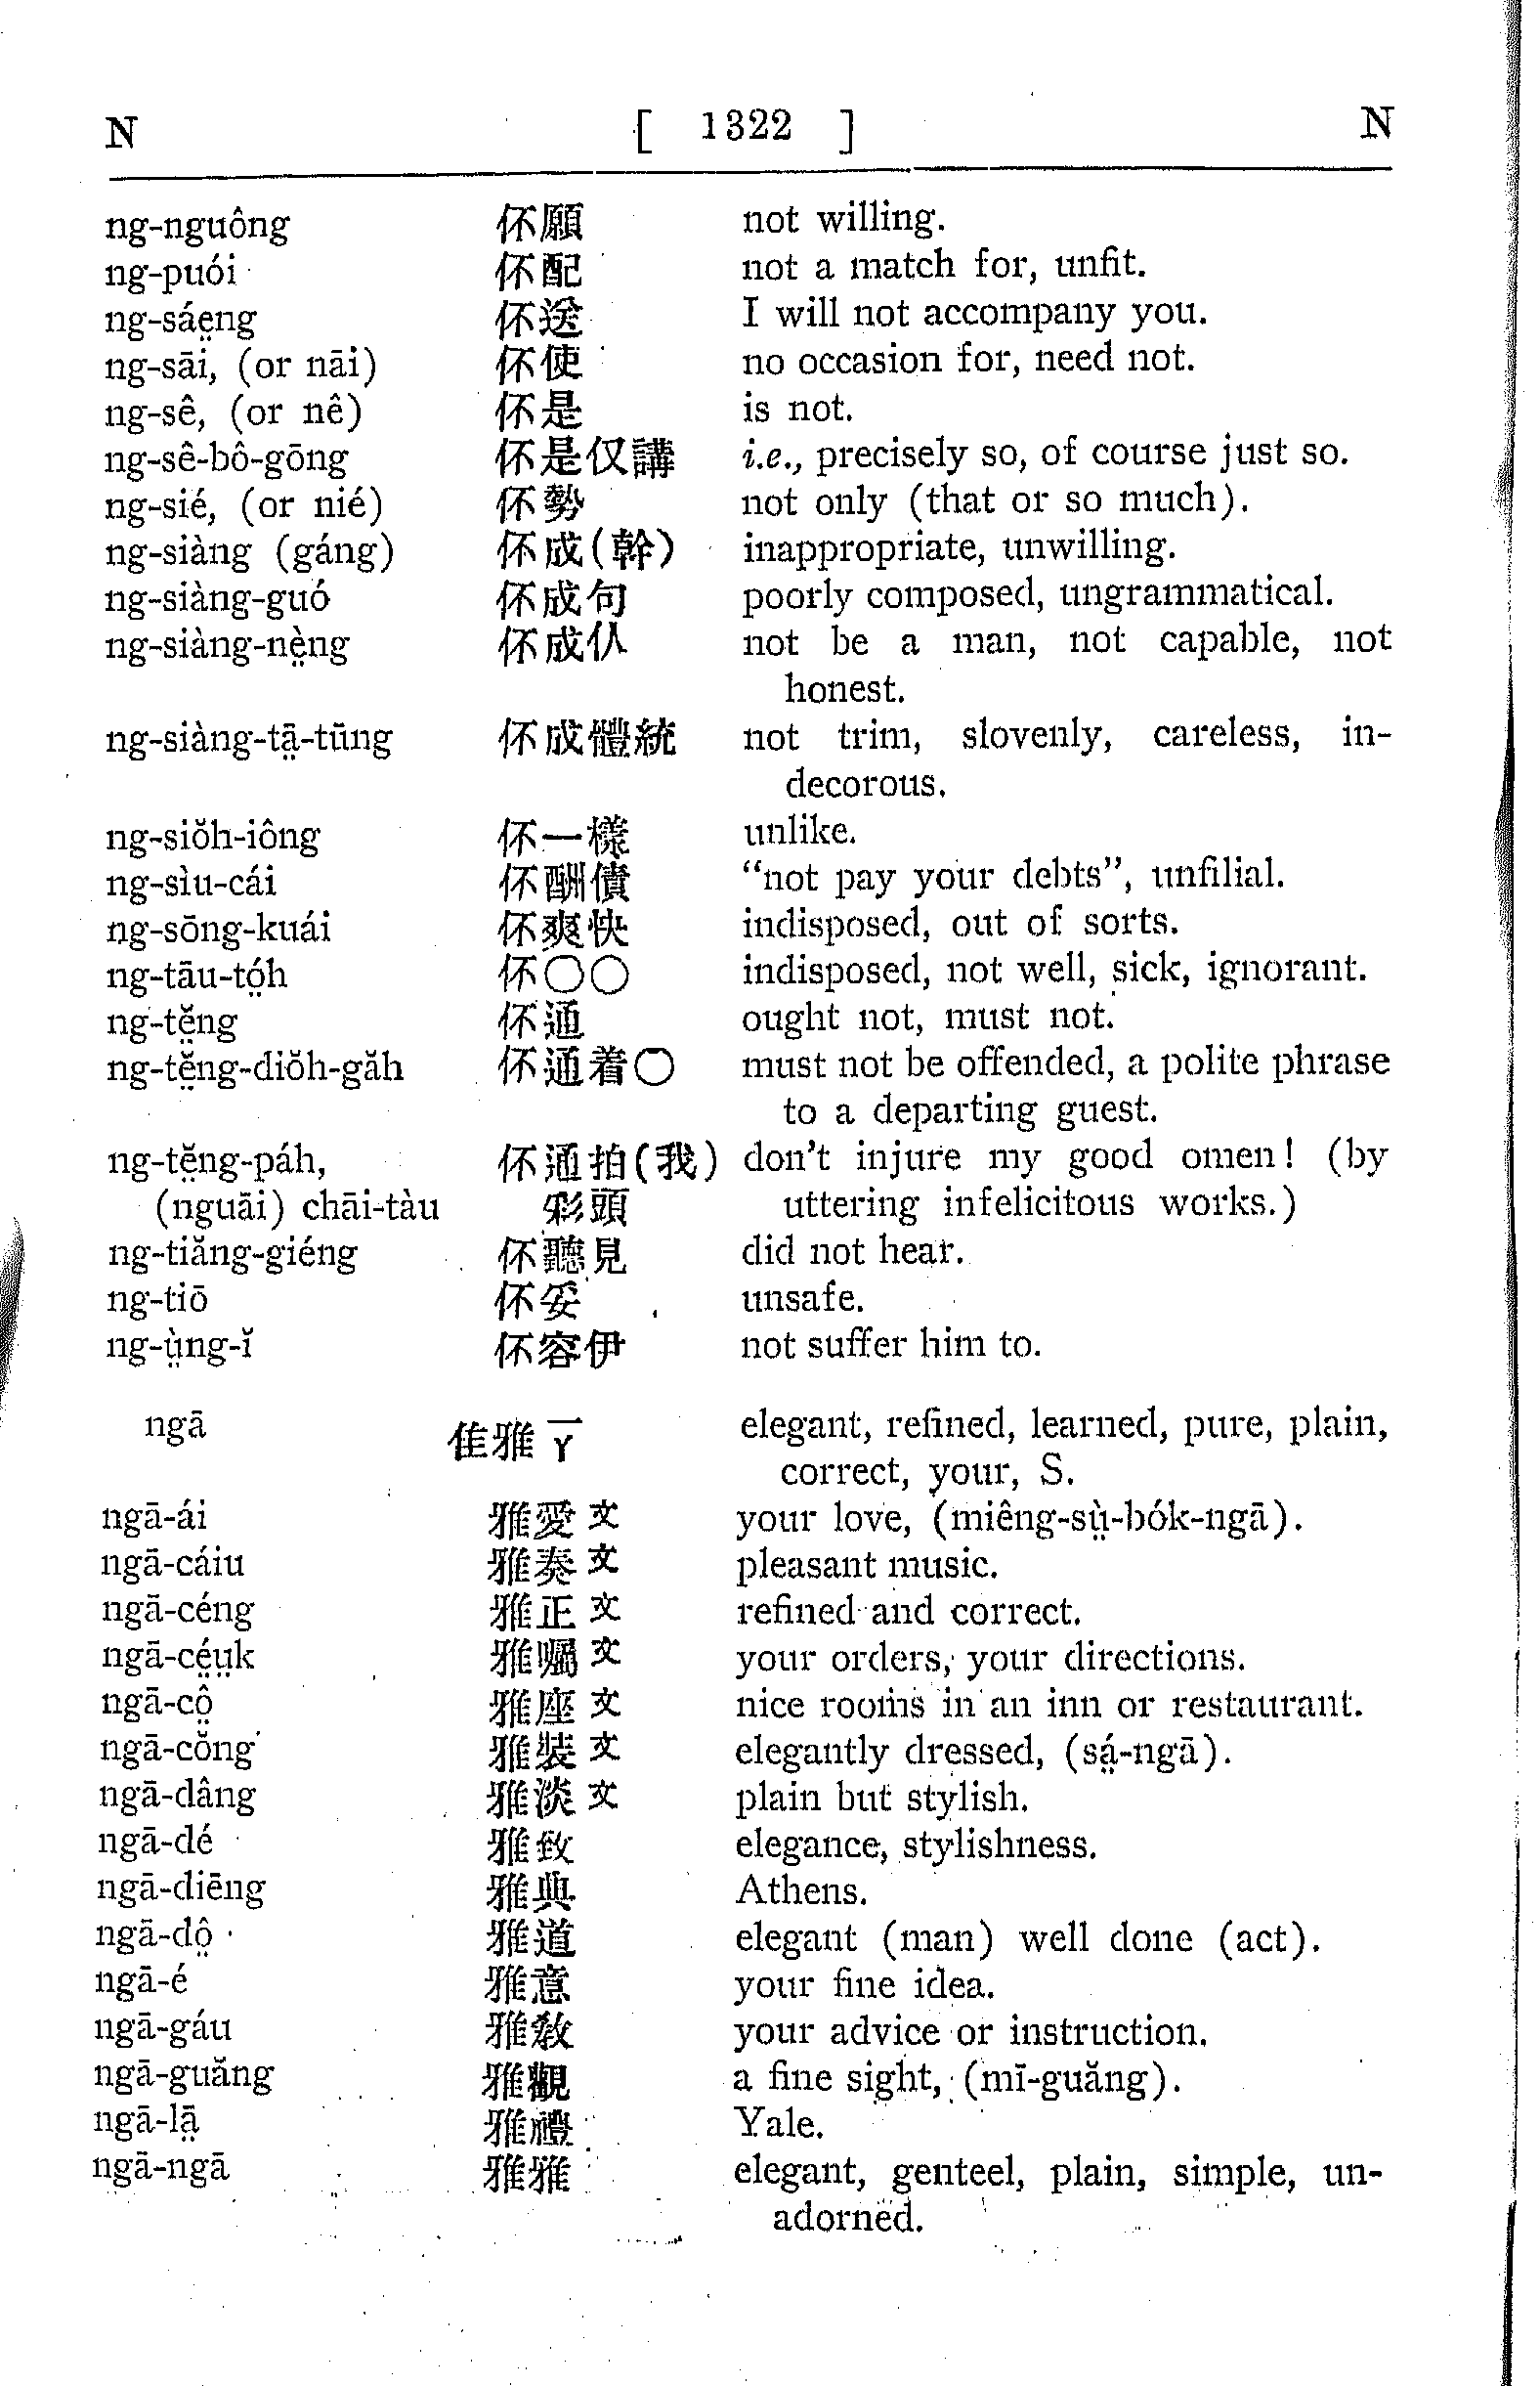 N [ 1322 ] N
ng-nguông 伓願 not willing.
ng-puói 伓配 not a match for, unfit.
ng-sáe̤ng 伓送 I will not accompany you.
ng-sāi, (or nāi) 伓使 no occasion for, need not.
ng-sê, (or nê) 伓是 is not.
ng-sê-bô-gōng 伓是仅講 i.e., precisely so, of course just so.
ng-sié, (or nié) 伓勢 not only (that or so much).
ng-siàng (gáng) 伓成(幹) inappropriate, unwilling.
ng-siàng-guó 伓成句 poorly composed, ungrammatical.
ng-siàng-nè̤ng 伓成仈 not be a man, not capable, not
honest.
ng-siàng-tā̤-tūng 伓成體統 not trim, slovenly, careless, in-
decorous.
ng-siŏh-iông 伓一樣 unlike.
ng-sìu-cái 伓酬債 “not pay your debts”, unfilial.
ng-sōng-kuái 伓爽快 indisposed, out of sorts.
ng-tāu-tó̤h 伓〇〇 indisposed, not well, sick, ignorant.
ng-tĕ̤ng 伓通 ought not, must not.
ng-tĕ̤ng-diŏh-găh 伓通着〇 must not be offended, a polite phrase
to a departing guest.
ng-tĕ̤ng-páh, 伓通拍(我) don’t injure my good omen! (by
(nguāi) chāi-tàu 彩頭 uttering infelicitous works.)
ng-tiăng-giéng 伓聽見 did not hear.
ng-tiō 伓妥 unsafe.
ng-ṳ̀ng-ĭ 伓容伊 not suffer him to.
ngā 隹雅 ㄚ elegant, refined, learned, pure, plain,
correct, your, S.
ngā-ái 雅愛文 your love, (miêng-sṳ̀-bók-ngā).
ngā-cáiu 雅奏文 pleasant music.
ngā-céng 雅正文 refined and correct.
ngā-cé̤ṳk 雅囑文 your orders, your directions.
ngā-cô̤ 雅座文 nice rooms in an inn or restaurant.
ngā-cŏng 雅裝文 elegantly dressed, (sá̤-ngā).
ngā-dâng 雅淡文 plain but stylish.
ngā-dé 雅致 elegance, stylishness.
ngā-diēng 雅典 Athens.
ngā-dô̤ 雅道 elegant (man) well done (act).
ngā-é 雅意 your fine idea.
ngā-gáu 雅教 your advice or instruction.
ngā-guăng 雅觀 a fine sight, (mī-guăng).
ngā-lā̤ 雅禮 Yale.
ngā-ngā 雅雅 elegant, genteel, plain, simple, un-
adorned.